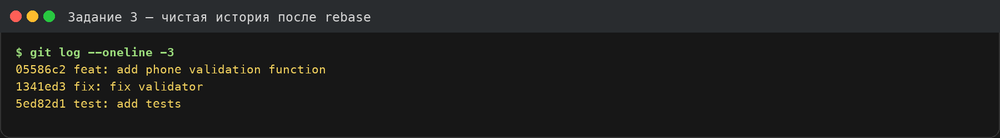 Задание 3 — чистая история после rebase
$ git log --oneline -3
05586c2 feat: add phone validation function
1341ed3 fix: fix validator
5ed82d1 test: add tests